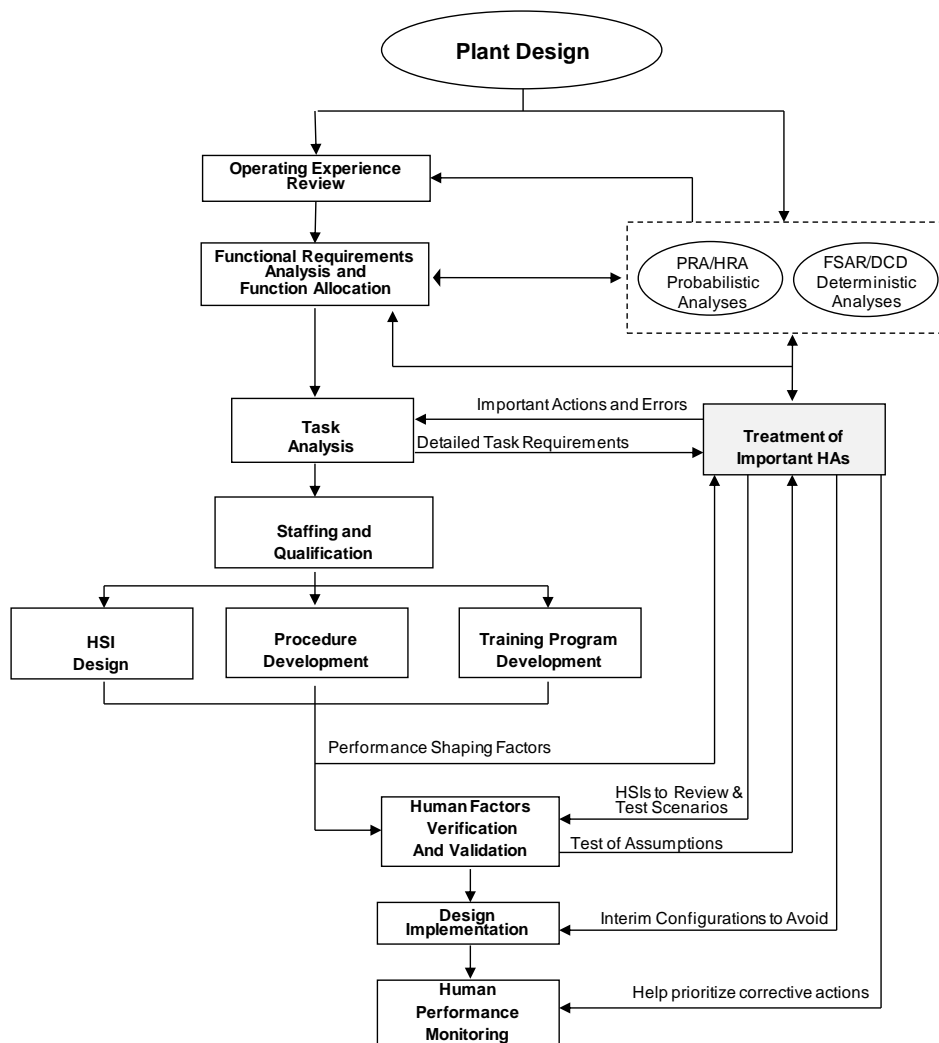 Plant Design
Operating Experience
Review
Functional Requirements
Analysis and
Function Allocation
PRA/HRA
Probabilistic
Analyses
FSAR/DCD
Deterministic
Analyses
Important Actions and Errors
Task
Analysis
Detailed Task Requirements
Treatment of
Important HAs
Staffing and
Qualification
HSI
Design
Procedure
Development
Training Program
Development
Performance Shaping Factors
HSIs to Review &
Test Scenarios
Human Factors
Verification
And Validation
Test of Assumptions
Design
Implementation
Interim Configurations to Avoid
Human
Performance
Monitoring
Help prioritize corrective actions